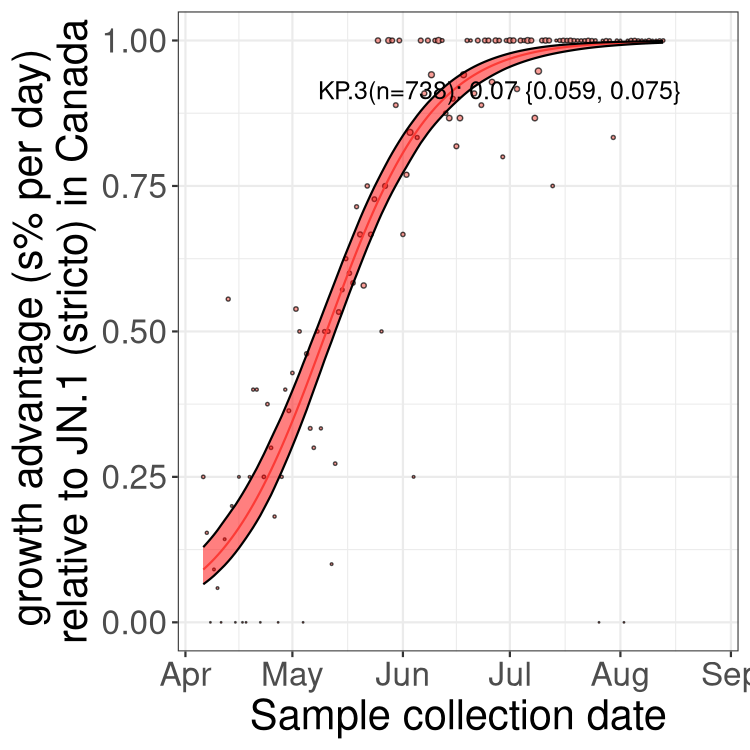 growth advantage (s% per day)
relative to JN.1 (stricto) in Canada
1.00
0.75
0.50
0.25
0.00
KP.3(n=738): 0.07 {0.059, 0.075}
Apr May Jun Jul Aug Sep
Sample collection date